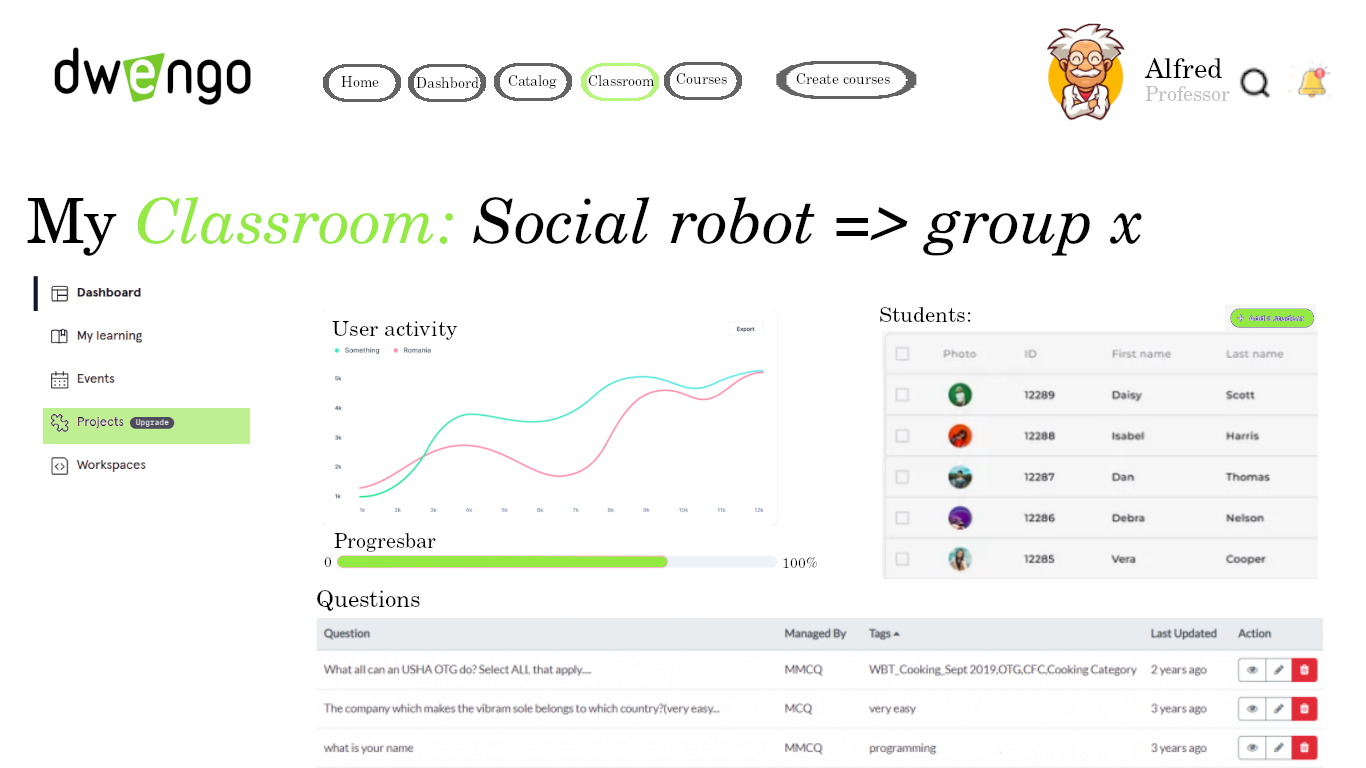 dwengo
Home Dashbord Catalog Classroom Courses Create courses
Alfred
Professor
My Classroom: Social robot => group x
Dashboard
My learning
Events
Projects Upgrade
Workspaces
User activity
Export
Something Romania
5k
4k
3k
2k
1k
1k 2k 3k 4k 5k 6k 7k 8k 9k 10k 11k 12k
Progresbar
0 100%
Students:
Photo ID First name Last name
12289 Daisy Scott
12288 Isabel Harris
12287 Dan Thomas
12286 Debra Nelson
12285 Vera Cooper
Questions
Question Managed By Tags Last Updated Action
What all can an USHA OTG do? Select ALL that apply.... MMCQ WBT_Cooking_Sept 2019,OTG,CFC,Cooking Category 2 years ago
The company which makes the vibram sole belongs to which country?(very easy... MCQ very easy 3 years ago
what is your name MMCQ programming 3 years ago